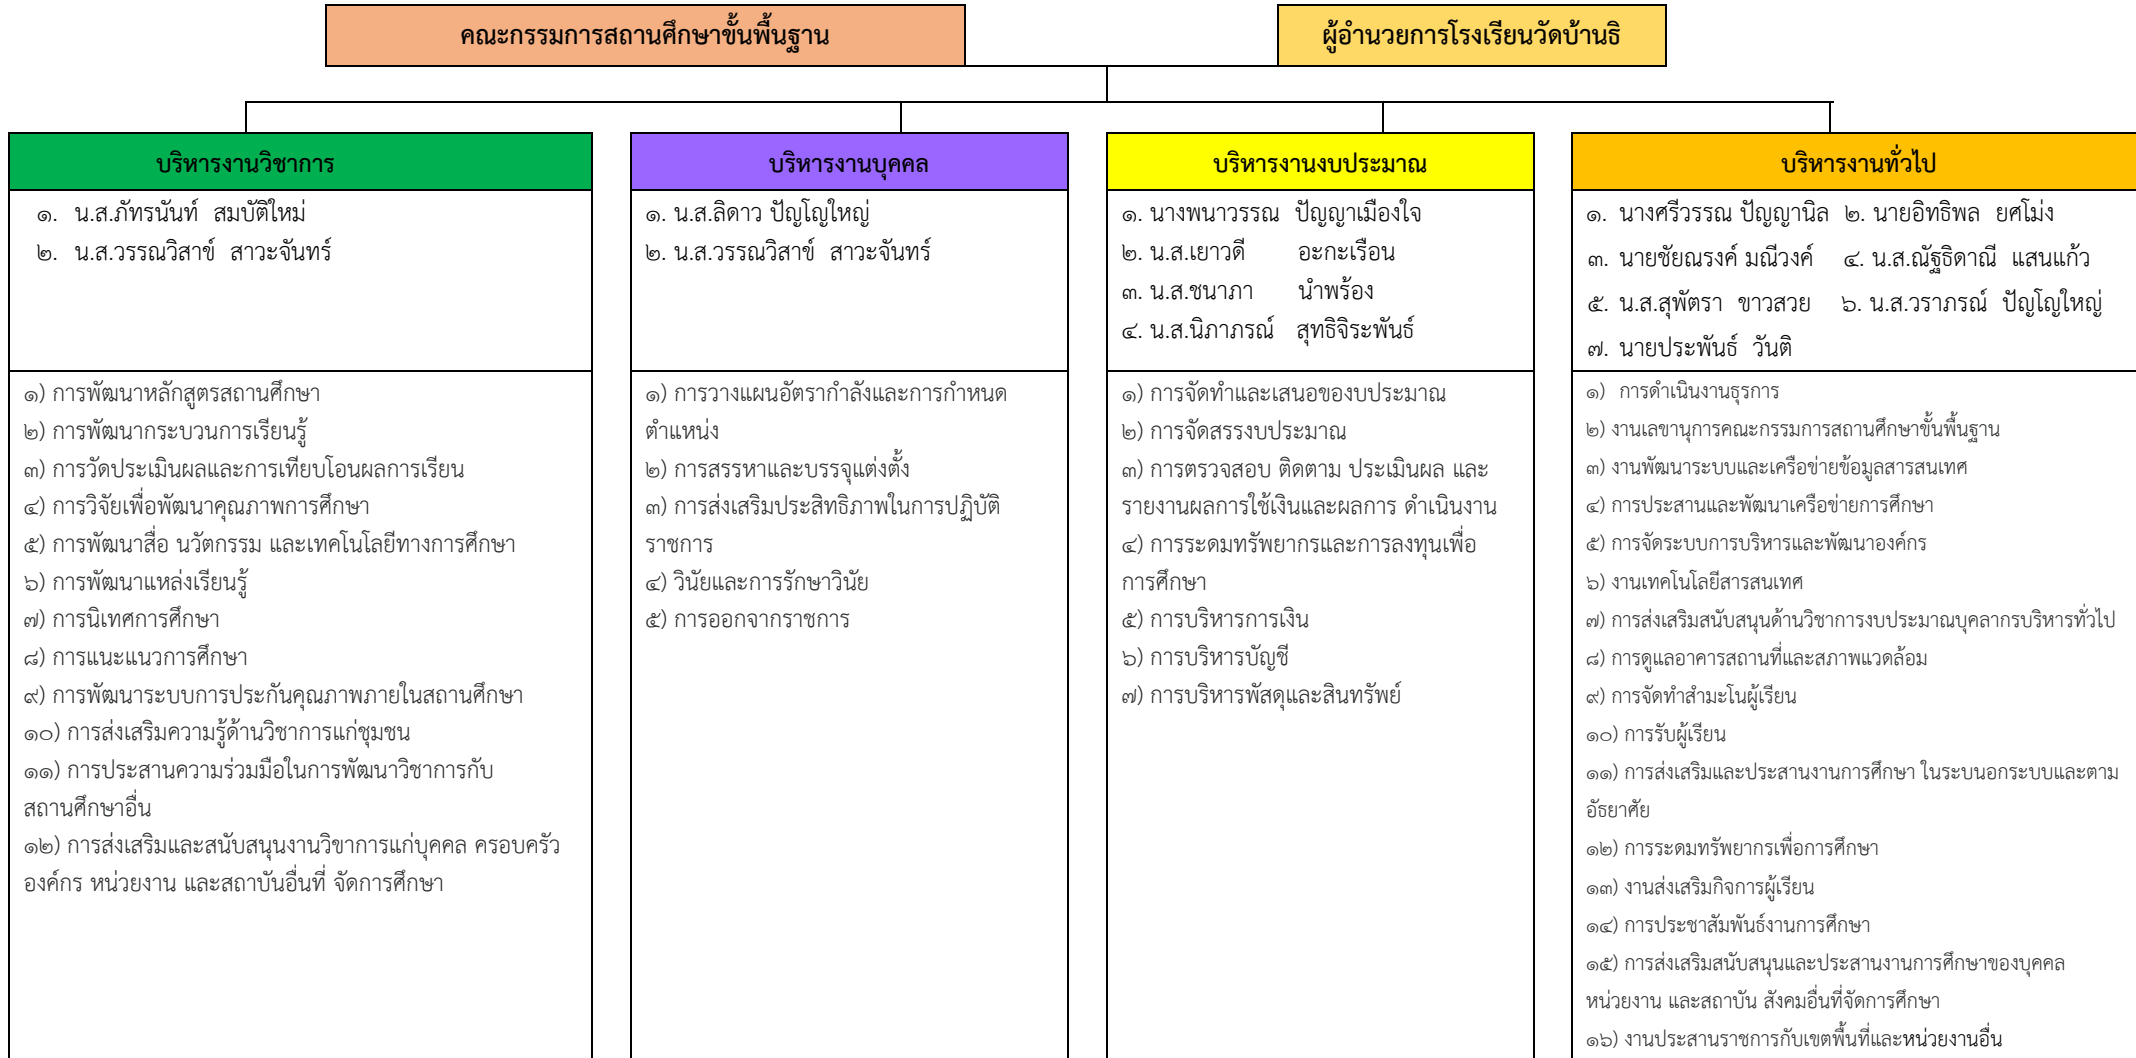 คณะกรรมการสถานศึกษาขั้นพื้นฐาน
ผู้อำนวยการโรงเรียนวัดบ้านธิ
บริหารงานวิชาการ
๑. น.ส.ภัทรนันท์ สมบัติใหม่
๒. น.ส.วรรณวิสาข์ สาวะจันทร์
๑) การพัฒนาหลักสูตรสถานศึกษา
๒) การพัฒนากระบวนการเรียนรู้
๓) การวัดประเมินผลและการเทียบโอนผลการเรียน
๔) การวิจัยเพื่อพัฒนาคุณภาพการศึกษา
๕) การพัฒนาสื่อ นวัตกรรม และเทคโนโลยีทางการศึกษา
๖) การพัฒนาแหล่งเรียนรู้
๗) การนิเทศการศึกษา
๘) การแนะแนวการศึกษา
๙) การพัฒนาระบบการประกันคุณภาพภายในสถานศึกษา
๑๐) การส่งเสริมความรู้ด้านวิชาการแก่ชุมชน
๑๑) การประสานความร่วมมือในการพัฒนาวิชาการกับ
สถานศึกษาอื่น
๑๒) การส่งเสริมและสนับสนุนงานวิขาการแก่บุคคล ครอบครัว
องค์กร หน่วยงาน และสถาบันอื่นที่ จัดการศึกษา
บริหารงานบุคคล
๑. น.ส.ลิดาว ปัญโญใหญ่
๒. น.ส.วรรณวิสาข์ สาวะจันทร์
๑) การวางแผนอัตรากำลังและการกำหนด
ตำแหน่ง
๒) การสรรหาและบรรจุแต่งตั้ง
๓) การส่งเสริมประสิทธิภาพในการปฏิบัติ
ราชการ
๔) วินัยและการรักษาวินัย
๕) การออกจากราชการ
บริหารงานงบประมาณ
๑. นางพนาวรรณ ปัญญาเมืองใจ
๒. น.ส.เยาวดี อะกะเรือน
๓. น.ส.ชนาภา นำพร้อง
๔. น.ส.นิภาภรณ์ สุทธิจิระพันธ์
๑) การจัดทำและเสนอของบประมาณ
๒) การจัดสรรงบประมาณ
๓) การตรวจสอบ ติดตาม ประเมินผล และ
รายงานผลการใช้เงินและผลการ ดำเนินงาน
๔) การระดมทรัพยากรและการลงทุนเพื่อ
การศึกษา
๕) การบริหารการเงิน
๖) การบริหารบัญชี
๗) การบริหารพัสดุและสินทรัพย์
บริหารงานทั่วไป
๑. นางศรีวรรณ ปัญญานิล ๒. นายอิทธิพล ยศโม่ง
๓. นายชัยณรงค์ มณีวงค์ ๔. น.ส.ณัฐธิดาณี แสนแก้ว
๕. น.ส.สุพัตรา ขาวสวย ๖. น.ส.วราภรณ์ ปัญโญใหญ่
๗. นายประพันธ์ วันติ
๑) การดำเนินงานธุรการ
๒) งานเลขานุการคณะกรรมการสถานศึกษาขั้นพื้นฐาน
๓) งานพัฒนาระบบและเครือข่ายข้อมูลสารสนเทศ
๔) การประสานและพัฒนาเครือข่ายการศึกษา
๕) การจัดระบบการบริหารและพัฒนาองค์กร
๖) งานเทคโนโลยีสารสนเทศ
๗) การส่งเสริมสนับสนุนด้านวิชาการงบประมาณบุคลากรบริหารทั่วไป
๘) การดูแลอาคารสถานที่และสภาพแวดล้อม
๙) การจัดทำสำมะโนผู้เรียน
๑๐) การรับผู้เรียน
๑๑) การส่งเสริมและประสานงานการศึกษา ในระบนอกระบบและตาม
อัธยาศัย
๑๒) การระดมทรัพยากรเพื่อการศึกษา
๑๓) งานส่งเสริมกิจการผู้เรียน
๑๔) การประชาสัมพันธ์งานการศึกษา
๑๕) การส่งเสริมสนับสนุนและประสานงานการศึกษาของบุคคล
หน่วยงาน และสถาบัน สังคมอื่นที่จัดการศึกษา
๑๖) งานประสานราชการกับเขตพื้นที่และหน่วยงานอื่น